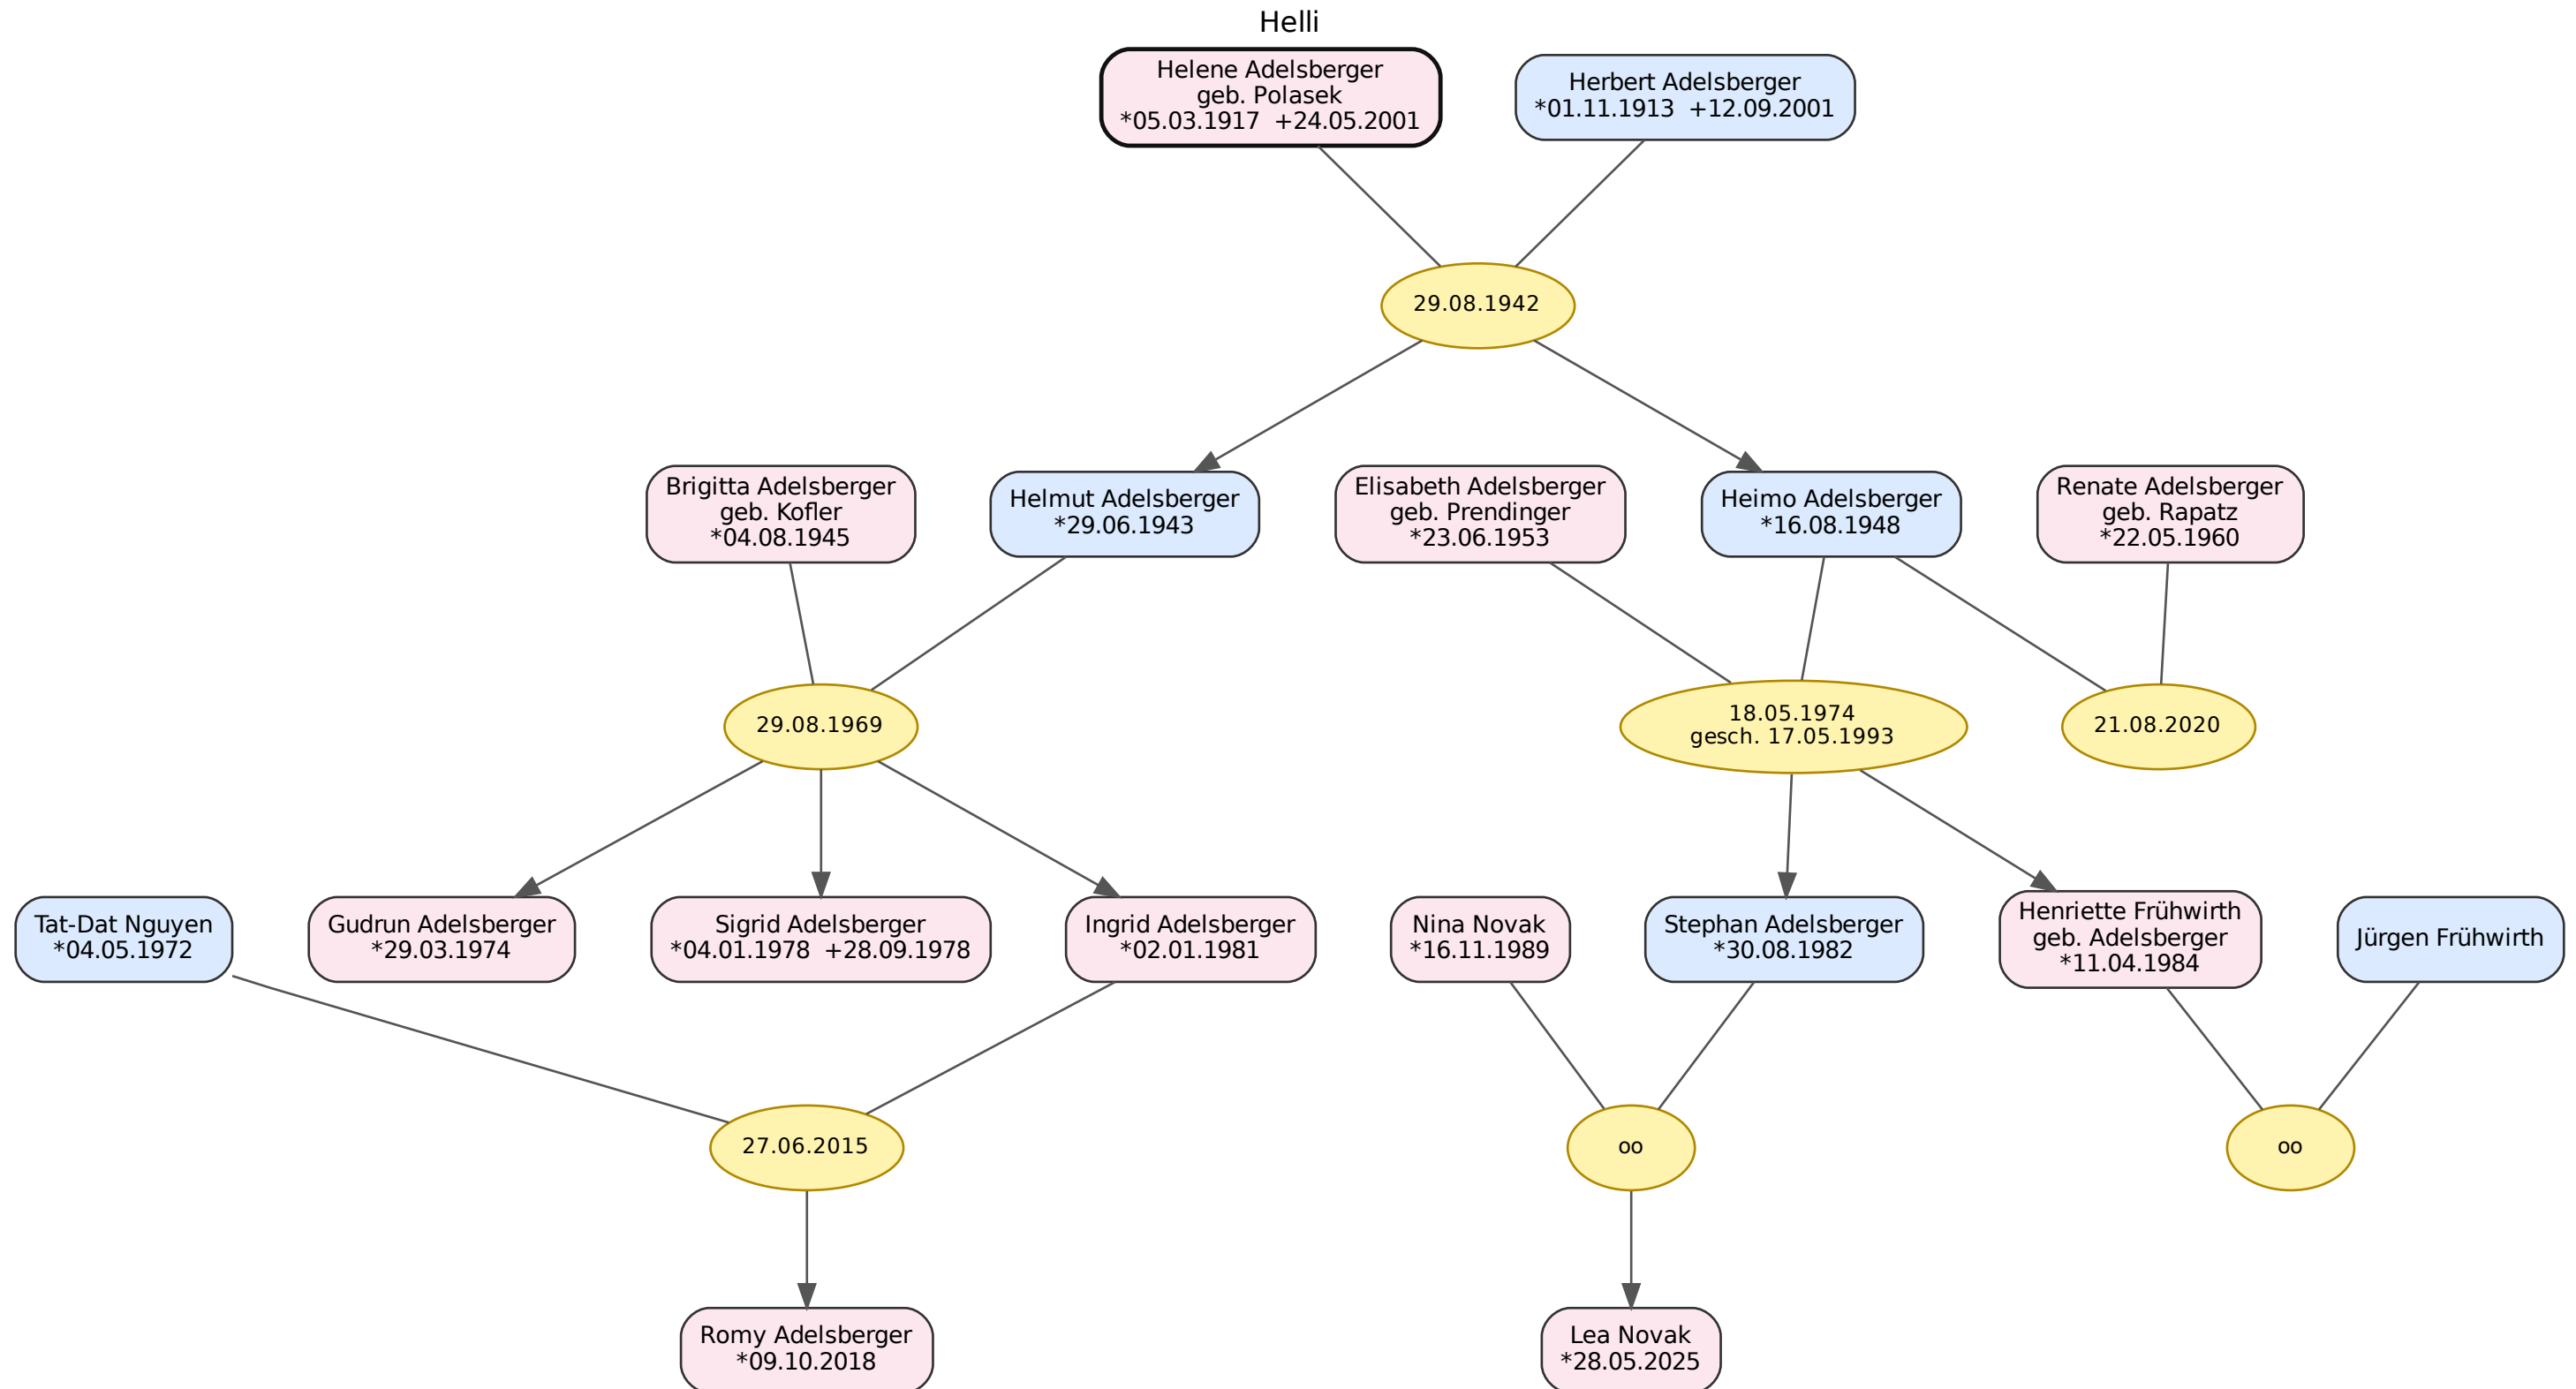 Helli
Helene Adelsberger
geb. Polasek
*05.03.1917  +24.05.2001
Herbert Adelsberger
*01.11.1913  +12.09.2001
29.08.1942
Brigitta Adelsberger
geb. Kofler
*04.08.1945
Helmut Adelsberger
*29.06.1943
Elisabeth Adelsberger
geb. Prendinger
*23.06.1953
Heimo Adelsberger
*16.08.1948
Renate Adelsberger
geb. Rapatz
*22.05.1960
29.08.1969
18.05.1974
gesch. 17.05.1993
21.08.2020
Tat-Dat Nguyen
*04.05.1972
Gudrun Adelsberger
*29.03.1974
Sigrid Adelsberger
*04.01.1978  +28.09.1978
Ingrid Adelsberger
*02.01.1981
Nina Novak
*16.11.1989
Stephan Adelsberger
*30.08.1982
Henriette Frühwirth
geb. Adelsberger
*11.04.1984
Jürgen Frühwirth
27.06.2015
oo
oo
Romy Adelsberger
*09.10.2018
Lea Novak
*28.05.2025